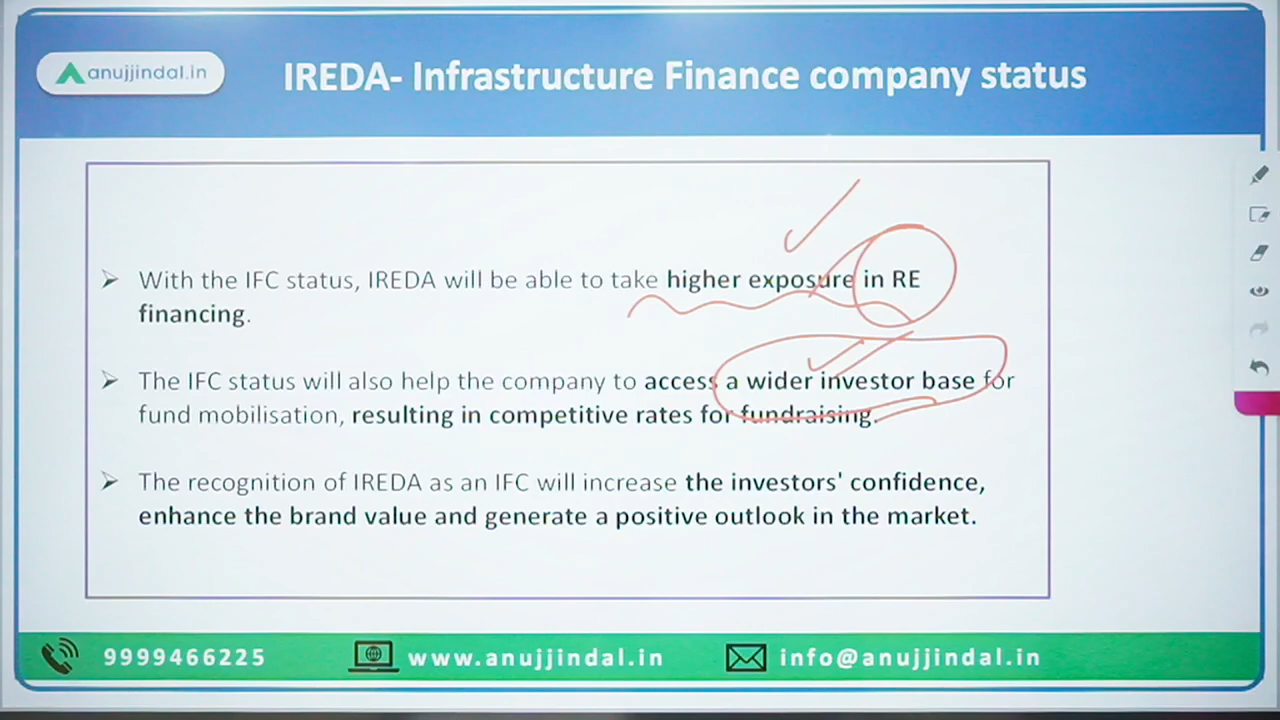 anujjindal.in
IREDA- Infrastructure Finance company status
With the IFC status, IREDA will be able to take higher exposure in RE
financing.
The IFC status will also help the company to access a wider investor base for
fund mobilisation, resulting in competitive rates for fundraising.
The recognition of IREDA as an IFC will increase the investors' confidence,
enhance the brand value and generate a positive outlook in the market.
9999466225
www.anujjindal.in
info@anujjindal.in